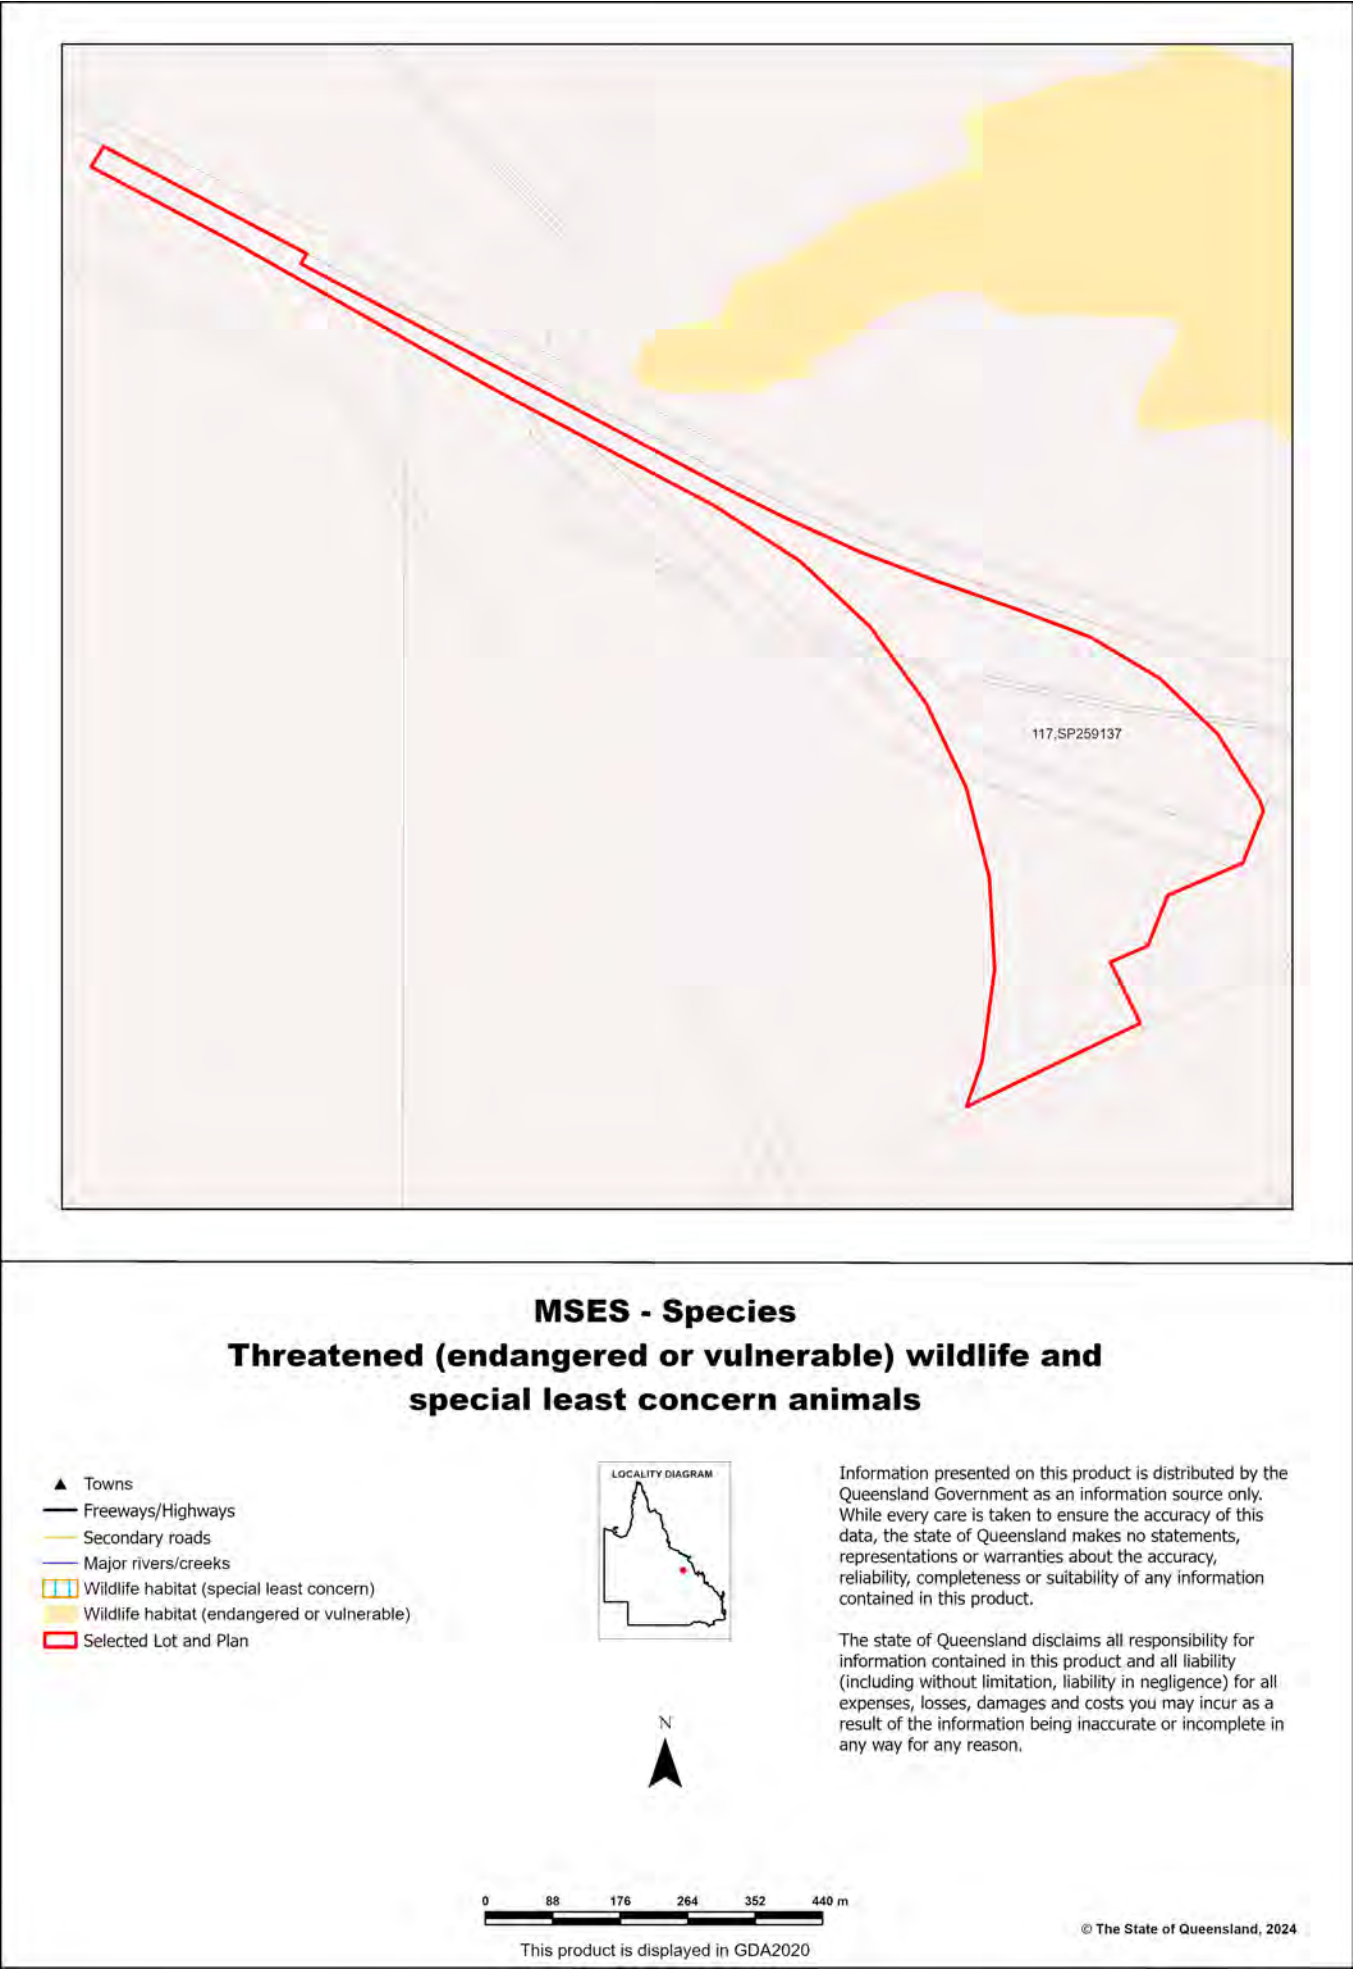 117,SP259137
MSES - Species
Threatened (endangered or vulnerable) wildlife and
special least concern animals
Towns
Freeways/Highways
Secondary roads
Major rivers/creeks
Wildlife habitat (special least concern)
Wildlife habitat (endangered or vulnerable)
Selected Lot and Plan
LOCALITY DIAGRAM
N
Information presented on this product is distributed by the
Queensland Government as an information source only.
While every care is taken to ensure the accuracy of this
data, the state of Queensland makes no statements,
representations or warranties about the accuracy,
reliability, completeness or suitability of any information
contained in this product.
The state of Queensland disclaims all responsibility for
information contained in this product and all liability
(including without limitation, liability in negligence) for all
expenses, losses, damages and costs you may incur as a
result of the information being inaccurate or incomplete in
any way for any reason.
0 88 176 264 352 440 m
This product is displayed in GDA2020
© The State of Queensland, 2024